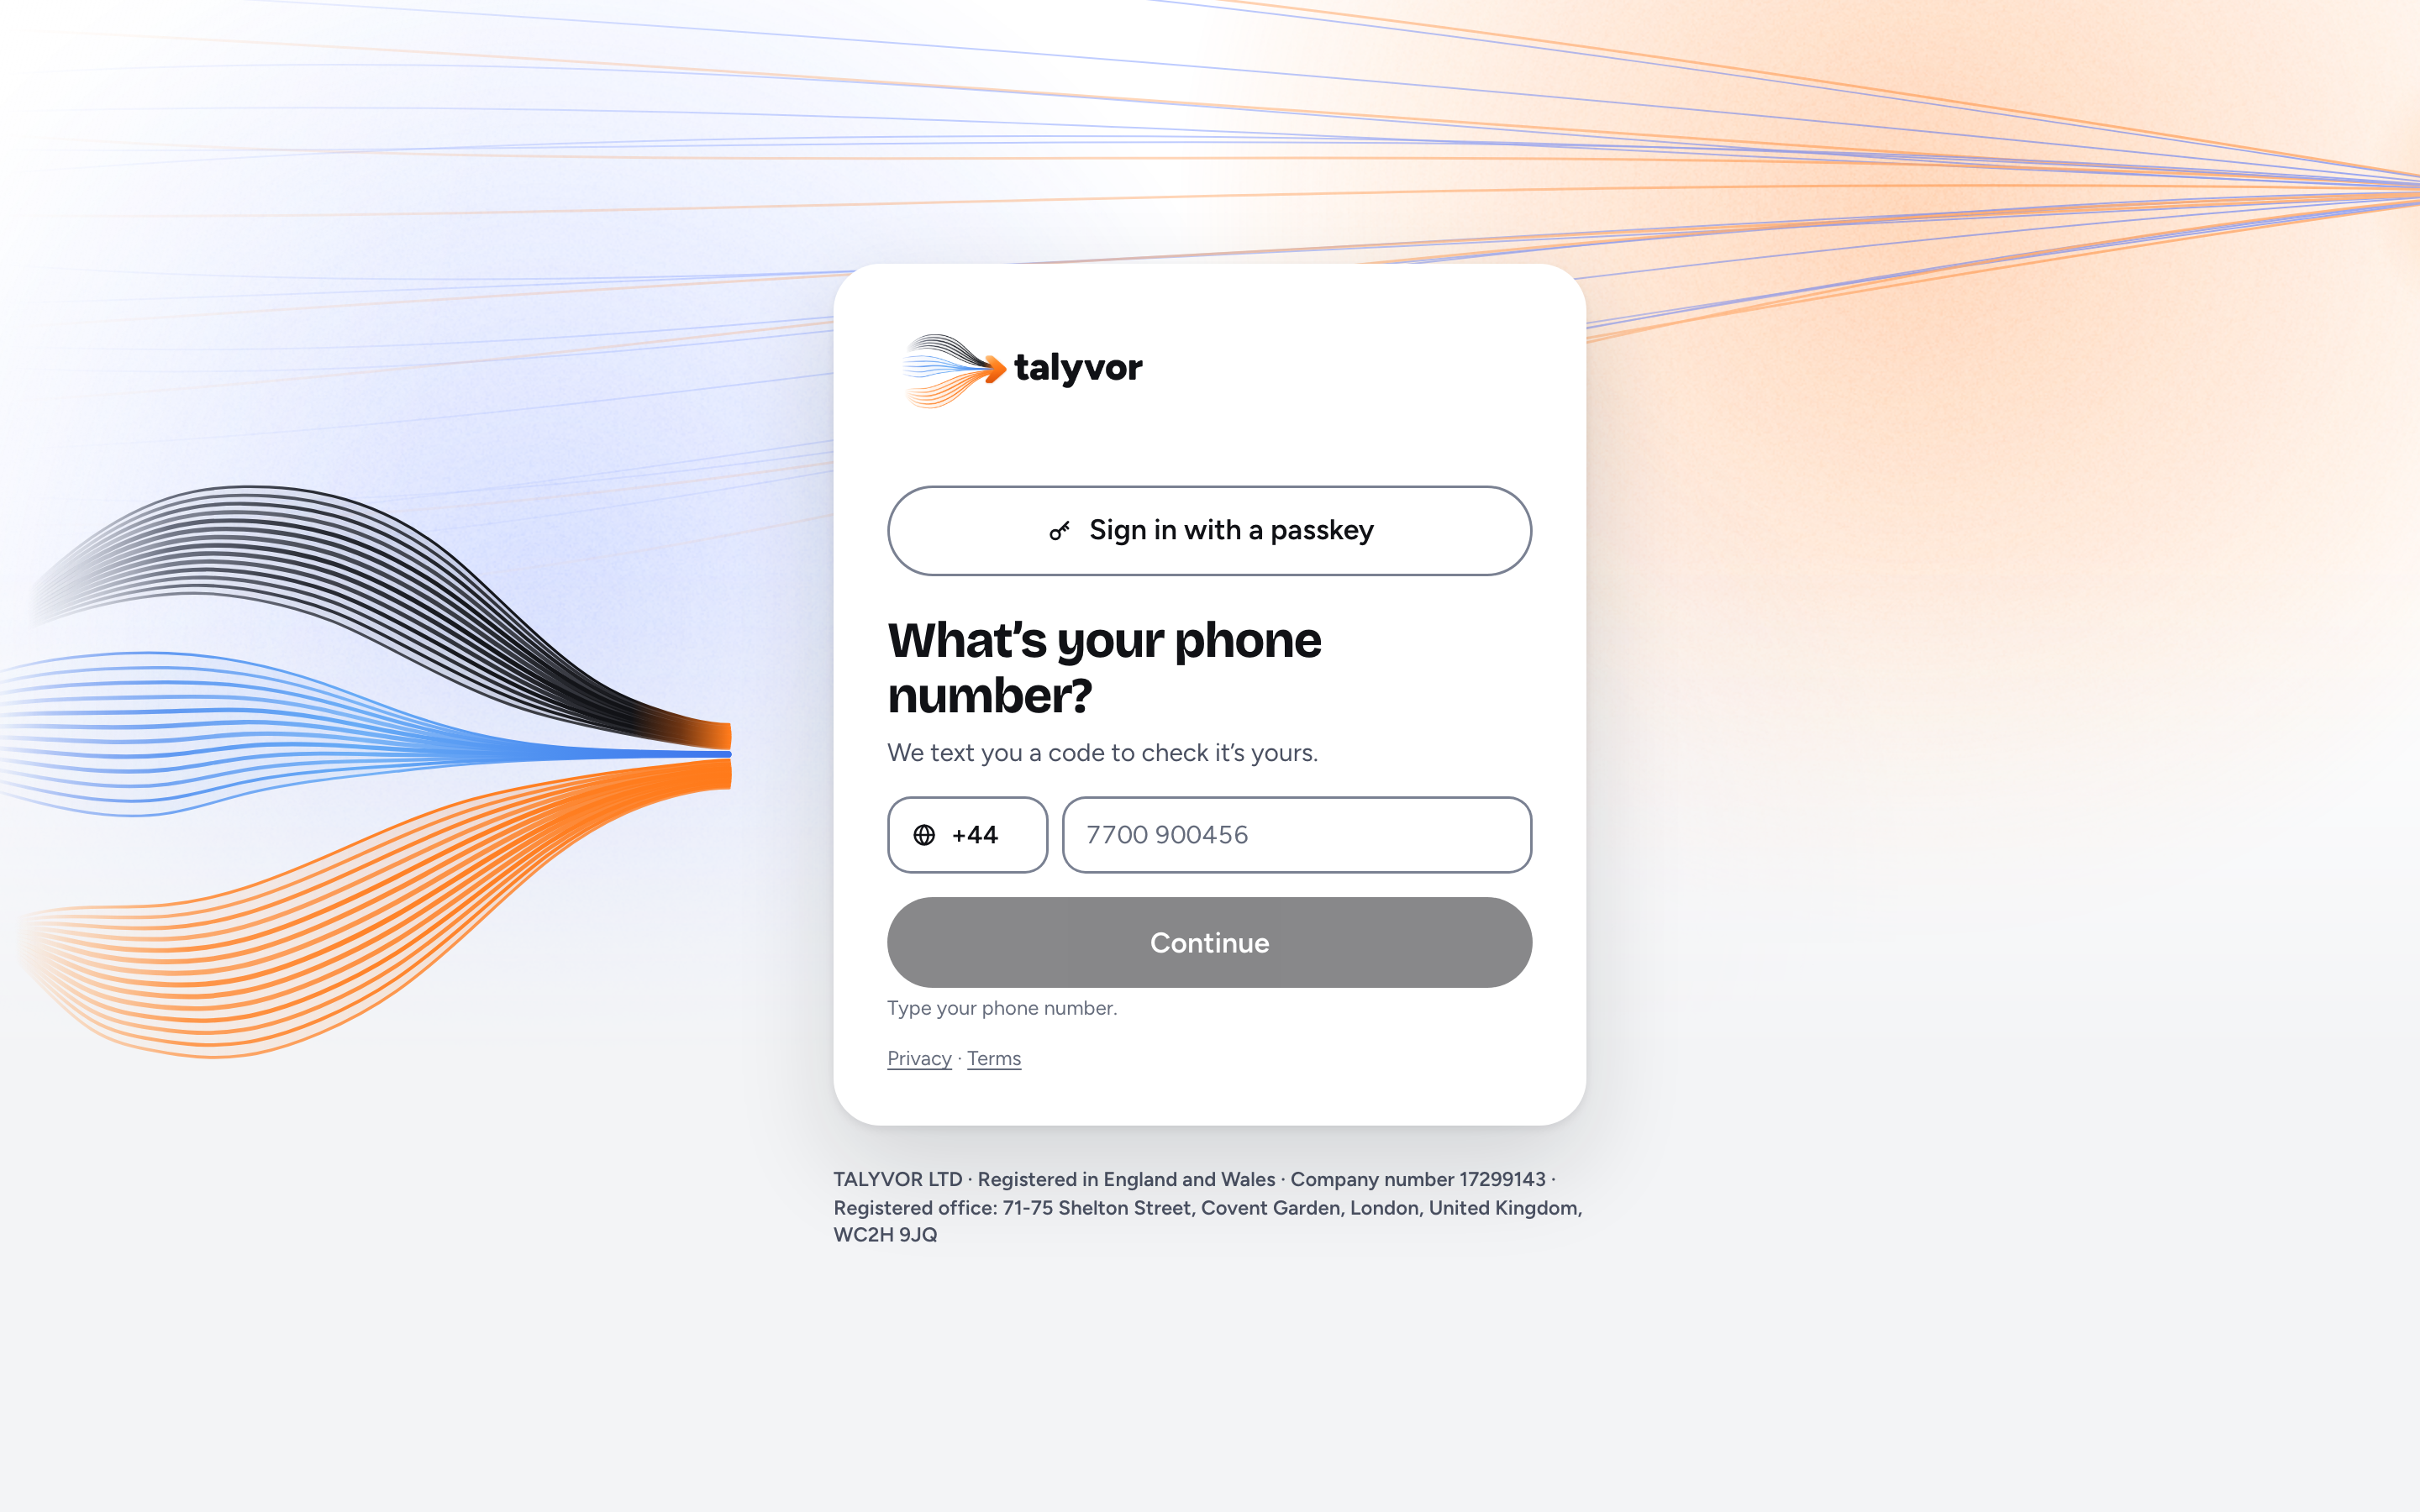 talyvor
Sign in with a passkey
What’s your phone
number?
We text you a code to check it’s yours.
+44
7700 900456
Continue
Type your phone number.
Privacy · Terms
TALYVOR LTD · Registered in England and Wales · Company number 17299143 ·
Registered office: 71-75 Shelton Street, Covent Garden, London, United Kingdom,
WC2H 9JQ